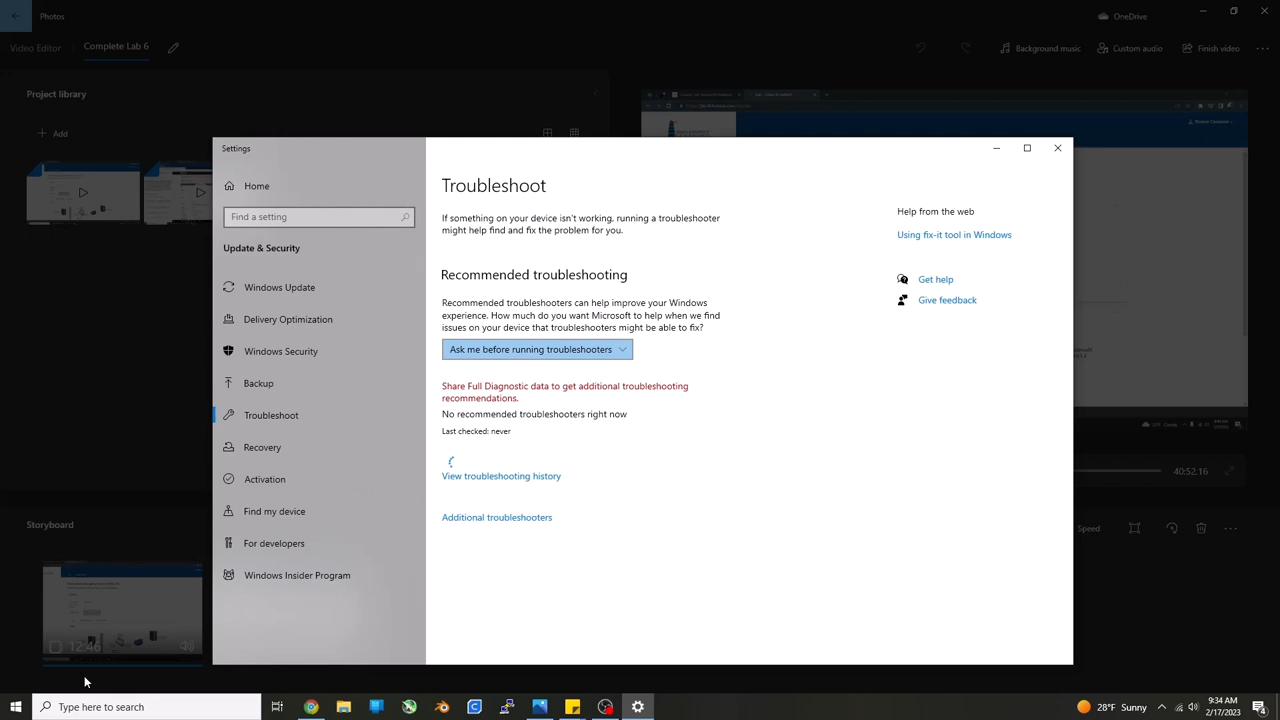 Photos
OneDrive
Video Editor
Complete Lab 6
Background music
Custom audio
Finish video
Project library
Add
Settings
Home
Find a setting
Update & Security
Windows Update
Delivery Optimization
Windows Security
Backup
Troubleshoot
Recovery
Activation
Find my device
For developers
Windows Insider Program
Troubleshoot
If something on your device isn't working, running a troubleshooter
might help find and fix the problem for you.
Recommended troubleshooting
Recommended troubleshooters can help improve your Windows
experience. How much do you want Microsoft to help when we find
issues on your device that troubleshooters might be able to fix?
Ask me before running troubleshooters
Share Full Diagnostic data to get additional troubleshooting
recommendations.
No recommended troubleshooters right now
Last checked: never
View troubleshooting history
Additional troubleshooters
Help from the web
Using fix-it tool in Windows
Get help
Give feedback
40:52.16
Storyboard
Speed
12:46
Type here to search
28°F Sunny
9:34 AM
2/17/2023